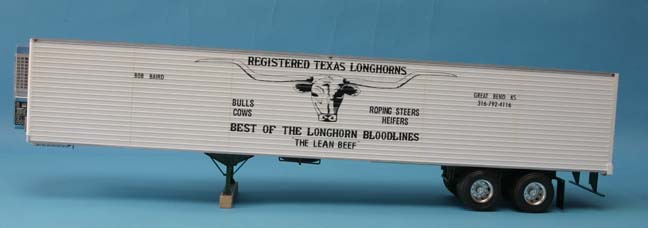 REGISTERED TEXAS LONGHORNS
BOB BAIRD
GREAT BEND KS
316-792-4116
BULLS
COWS
ROPING STEERS
HEIFERS
BEST OF THE LONGHORN BLOODLINES
"THE LEAN BEEF"